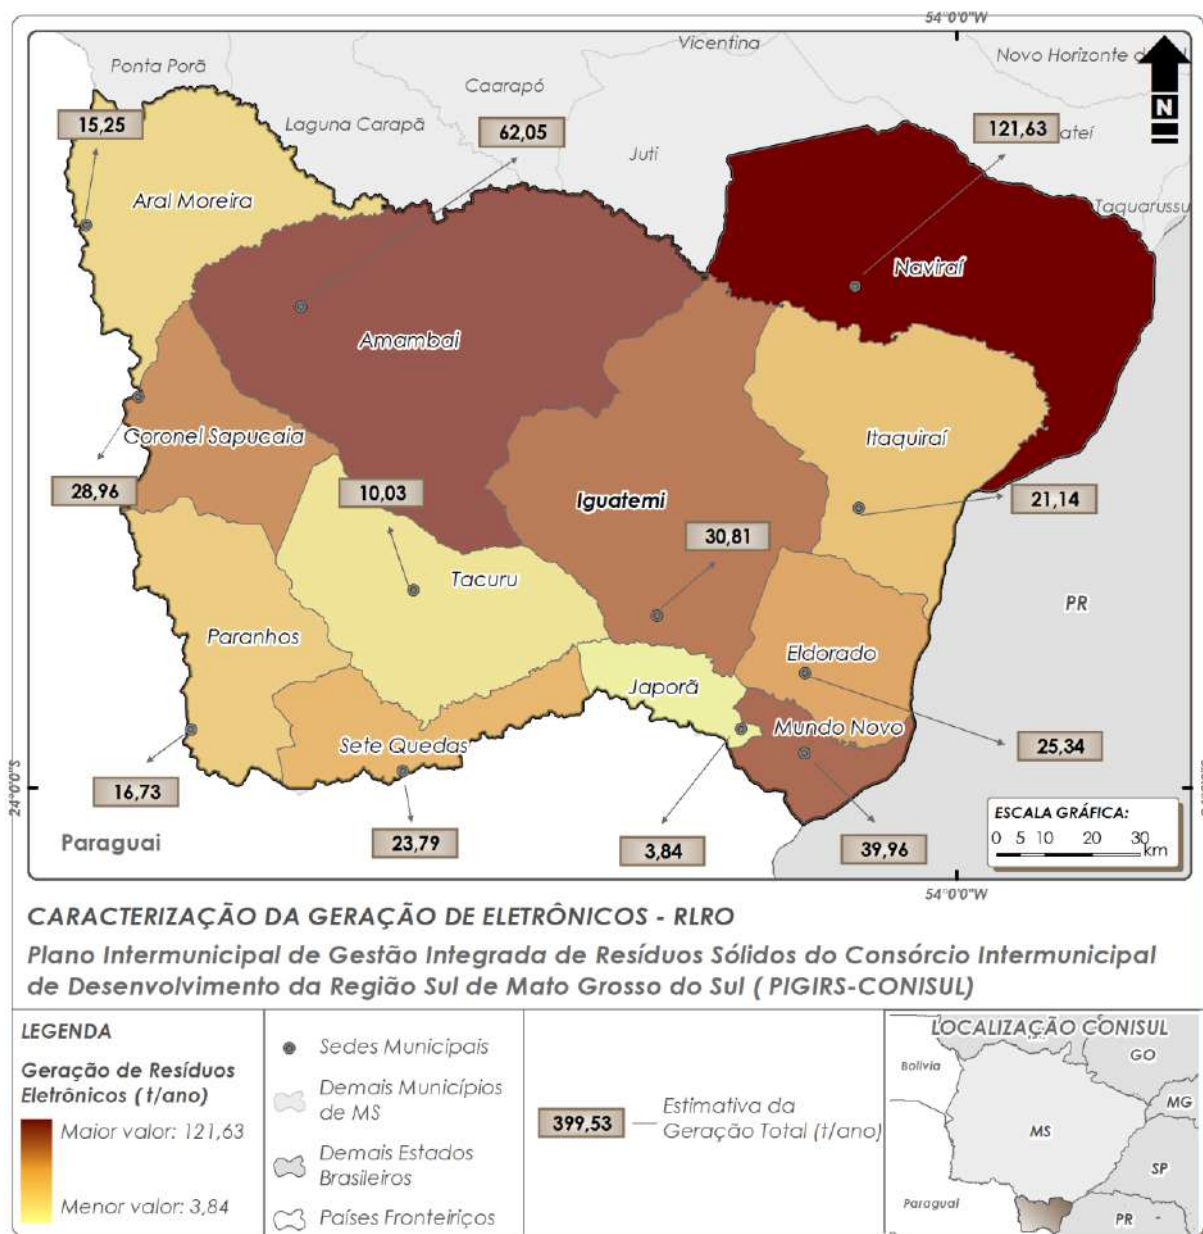 54°0'0"W
Vicentina
Ponta Porã
Novo Horizonte d
Caarapó
15,25
Laguna Carapã
62,05
121,63
ateí
N
Juti
Taquarussu
Aral Moreira
Naviraí
Amambai
Coronel Sapucaia
Itaquiraí
28,96
10,03
Iguatemi
21,14
30,81
Tacuru
PR
Paranhos
Eldorado
Japorã
Mundo Novo
Sete Quedas
25,34
24°0'0"S
16,73
Paraguai
23,79
3,84
39,96
ESCALA GRÁFICA:
0 5 10 20 30
km
54°0'0"W
CARACTERIZAÇÃO DA GERAÇÃO DE ELETRÔNICOS - RLRO
Plano Intermunicipal de Gestão Integrada de Resíduos Sólidos do Consórcio Intermunicipal
de Desenvolvimento da Região Sul de Mato Grosso do Sul ( PIGIRS-CONISUL)
LEGENDA
Geração de Resíduos
Eletrônicos ( t/ano)
Maior valor: 121,63
Menor valor: 3,84
Sedes Municipais
Demais Municípios
de MS
Demais Estados
Brasileiros
Países Fronteiriços
399,53
Estimativa da
Geração Total (t/ano)
LOCALIZAÇÃO CONISUL
Bolivia
GO
MG
MS
SP
Paraguai
PR